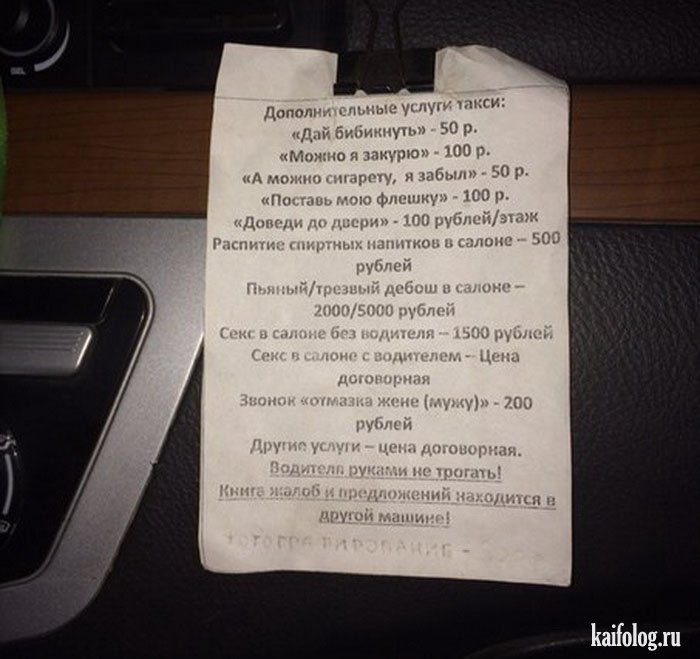 Дополнительные услуги такси:
«Дай бибикнуть» - 50 р.
«Можно я закурю» - 100 р.
«А можно сигарету, я забыл» - 50 р.
«Поставь мою флешку» - 100 р.
«Доведи до двери» - 100 рублей/этаж
Распитие спиртных напитков в салоне – 500
рублей
Пьяный/трезвый дебош в салоне –
2000/5000 рублей
Секс в салоне без водителя – 1500 рублей
Секс в салоне с водителем – Цена
договорная
Звонок «отмазка жене (мужу)» - 200
рублей
Другие услуги – цена договорная.
Водителя руками не трогать!
Книга жалоб и предложений находится в
другой машине!
kaifolog.ru